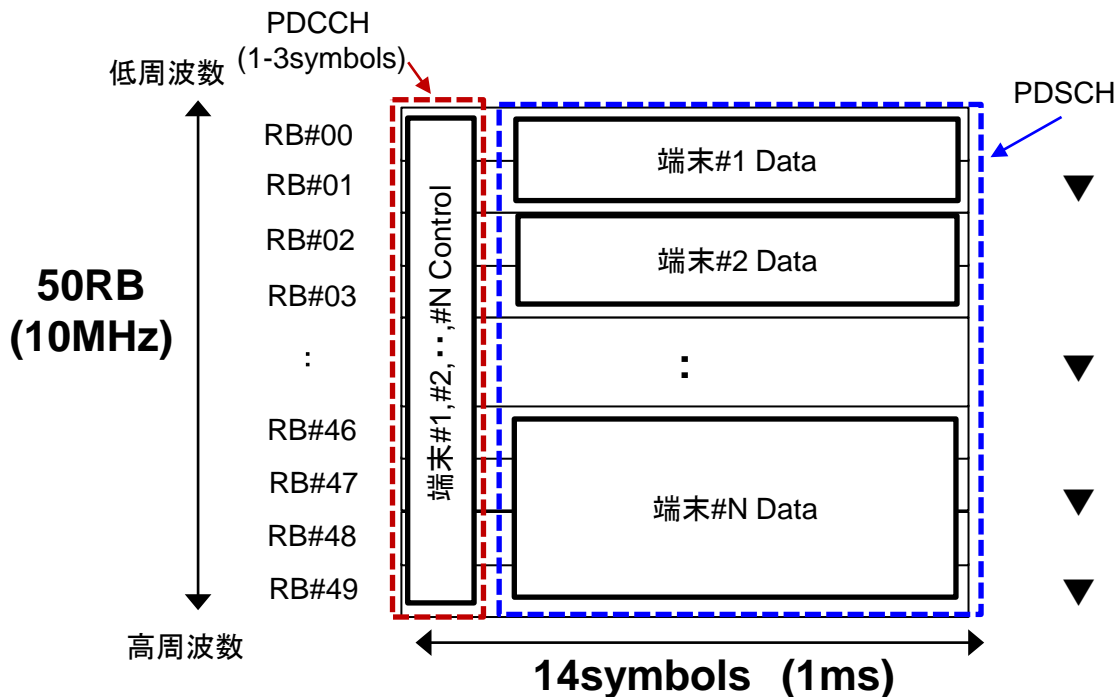 PDCCH
(1-3symbols)
低周波数
PDSCH
RB#00
端末#1 Data
RB#01
RB#02
端末#2 Data
RB#03
50RB
(10MHz)
端末#1,#2,・・,#N Control
:
:
RB#46
RB#47
端末#N Data
RB#48
RB#49
高周波数
14symbols (1ms)